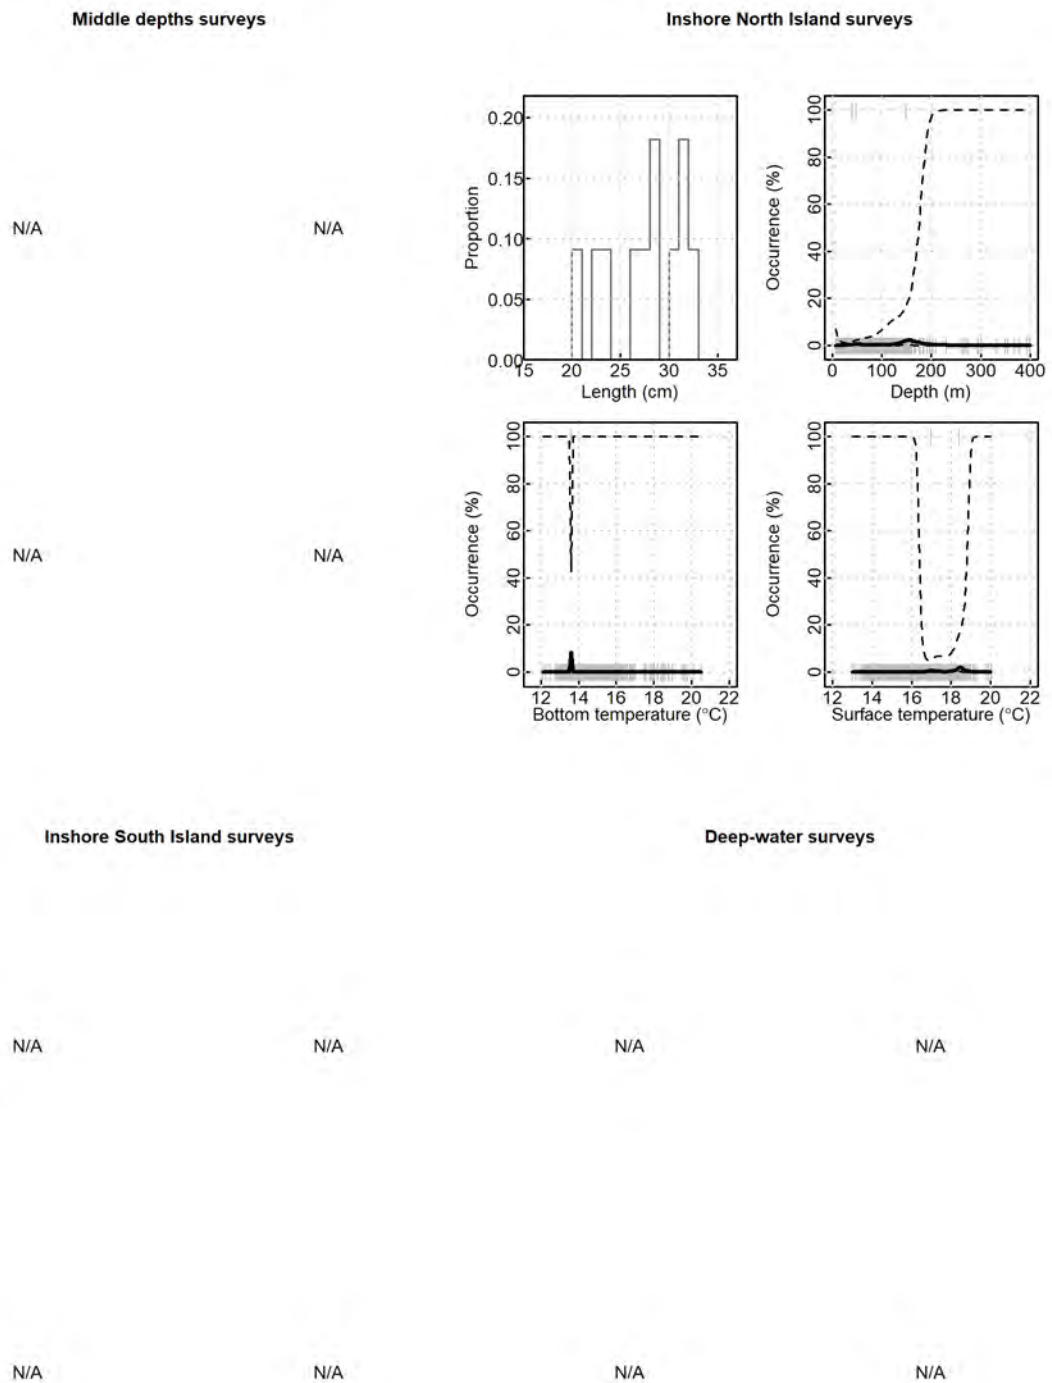 Middle depths surveys
Inshore North Island surveys
N/A
N/A
Proportion
0.20
0.15
0.10
0.05
0.00
15 20 25 30 35
Length (cm)
Occurrence (%)
100
80
60
40
20
0
0 100 200 300 400
Depth (m)
N/A
N/A
Occurrence (%)
100
80
60
40
20
0
12 14 16 18 20 22
Bottom temperature (°C)
Occurrence (%)
100
80
60
40
20
0
12 14 16 18 20 22
Surface temperature (°C)
Inshore South Island surveys
Deep-water surveys
N/A
N/A
N/A
N/A
N/A
N/A
N/A
N/A